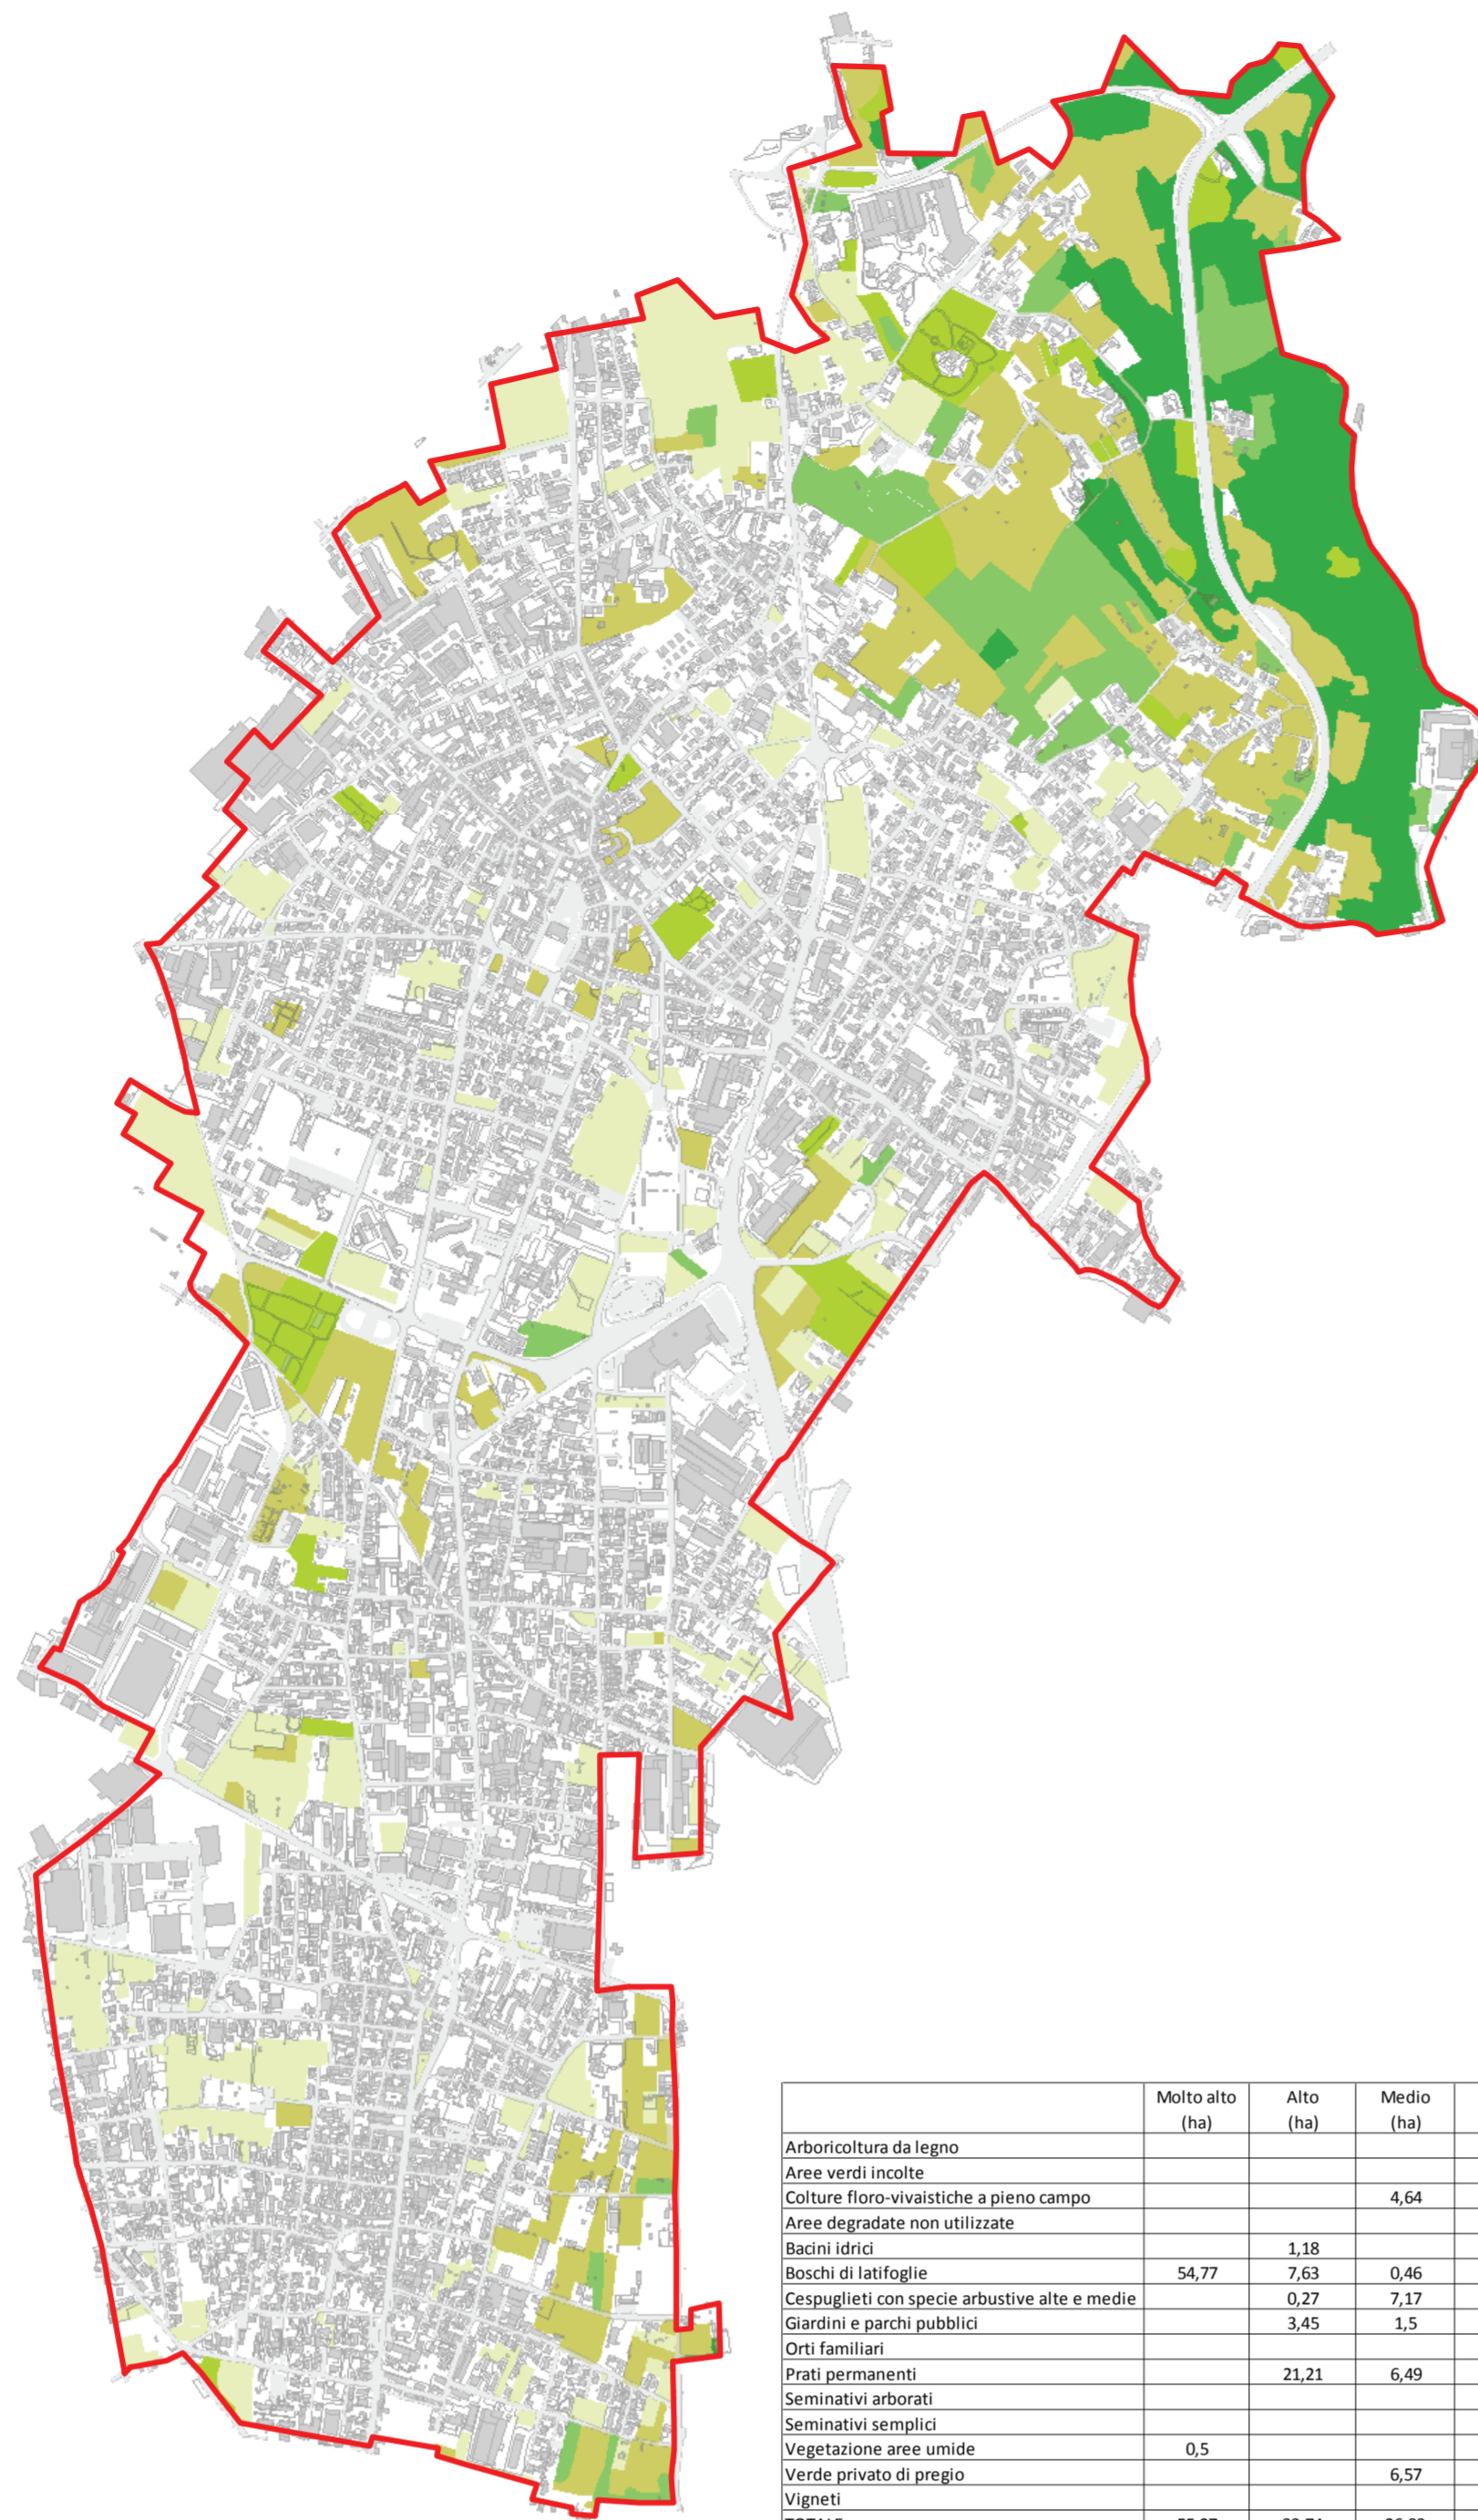 Molto alto Alto Medio
(ha) (ha) (ha)
Arboricoltura da legno
Aree verdi incolte
Colture floro-vivaistiche a pieno campo 4,64
Aree degradate non utilizzate
Bacini idrici 1,18
Boschi di latifoglie 54,77 7,63 0,46
Cespuglieti con specie arbustive alte e medie 0,27 7,17
Giardini e parchi pubblici 3,45 1,5
Orti familiari
Prati permanenti 21,21 6,49
Seminativi arborati
Seminativi semplici
Vegetazione aree umide 0,5
Verde privato di pregio 6,57
Vigneti